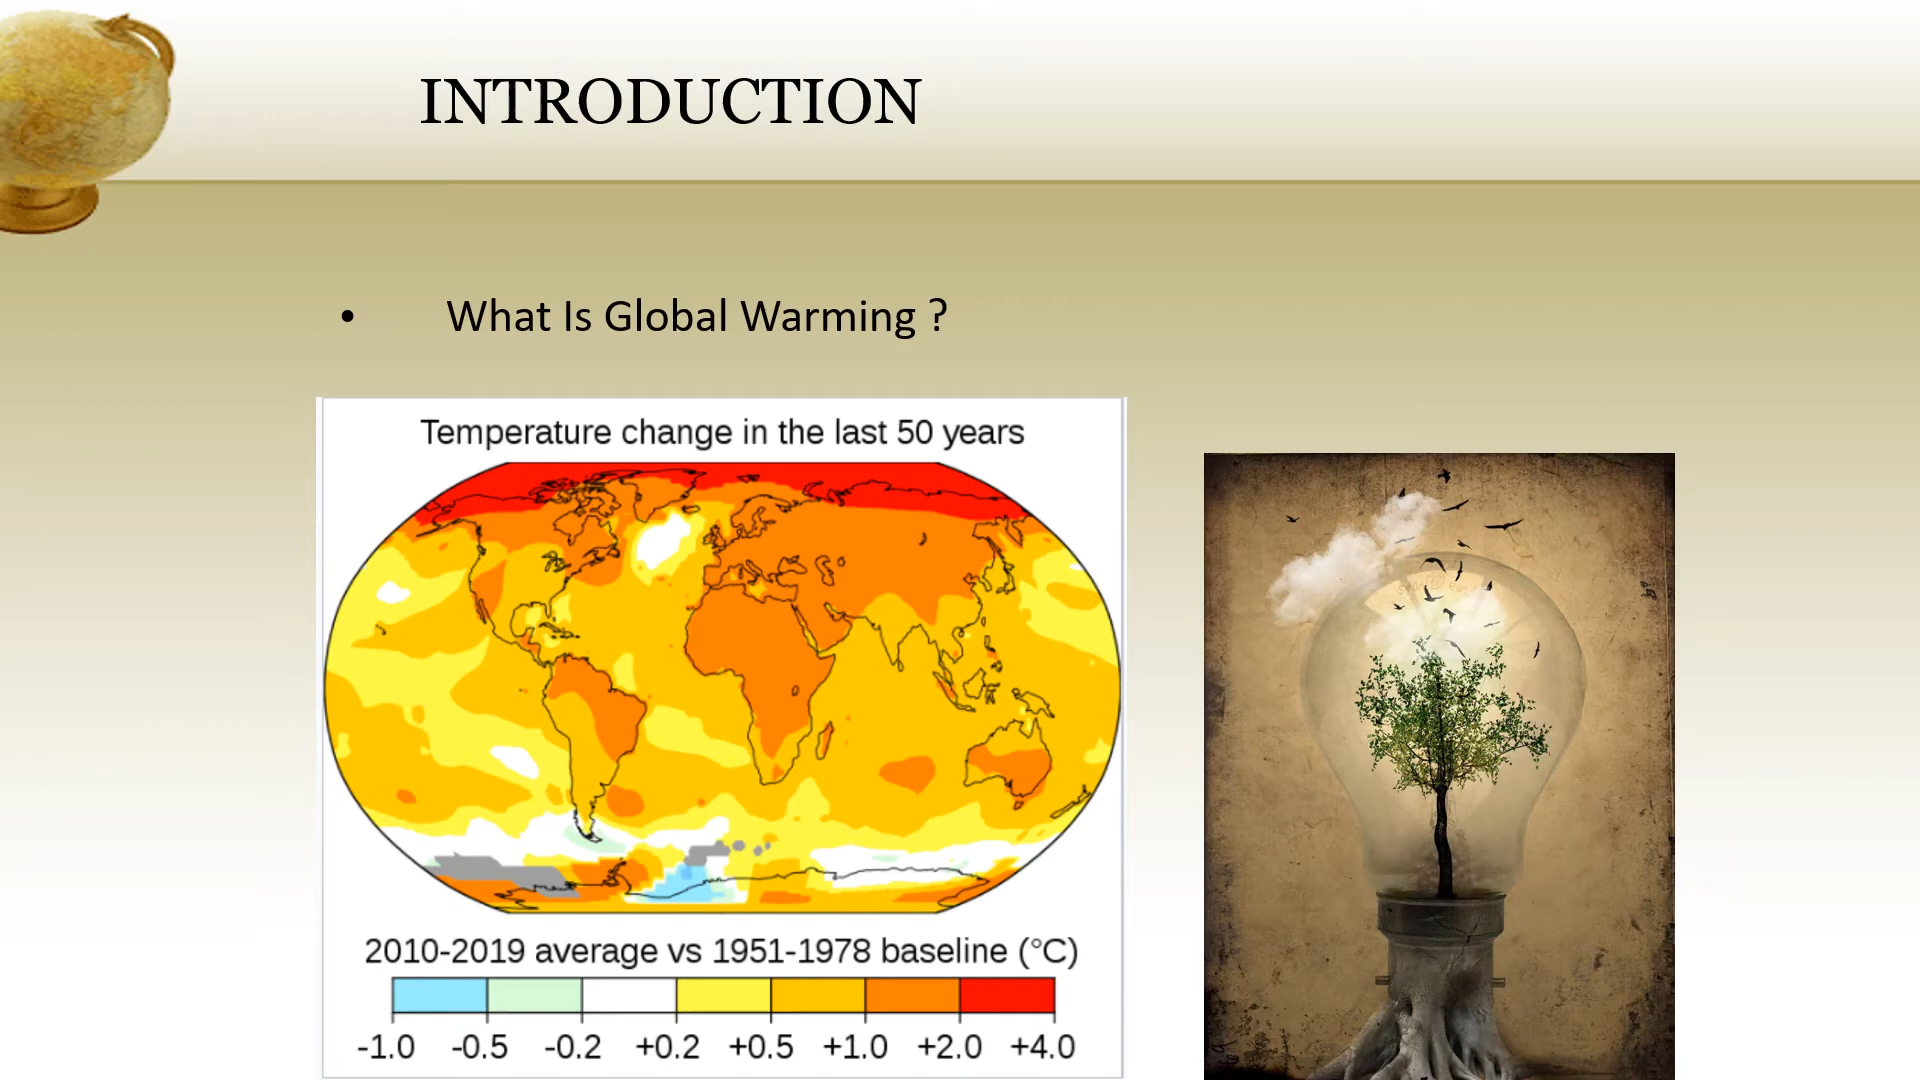 INTRODUCTION
• What Is Global Warming ?
Temperature change in the last 50 years
2010-2019 average vs 1951-1978 baseline (°C)
-1.0 -0.5 -0.2 +0.2 +0.5 +1.0 +2.0 +4.0